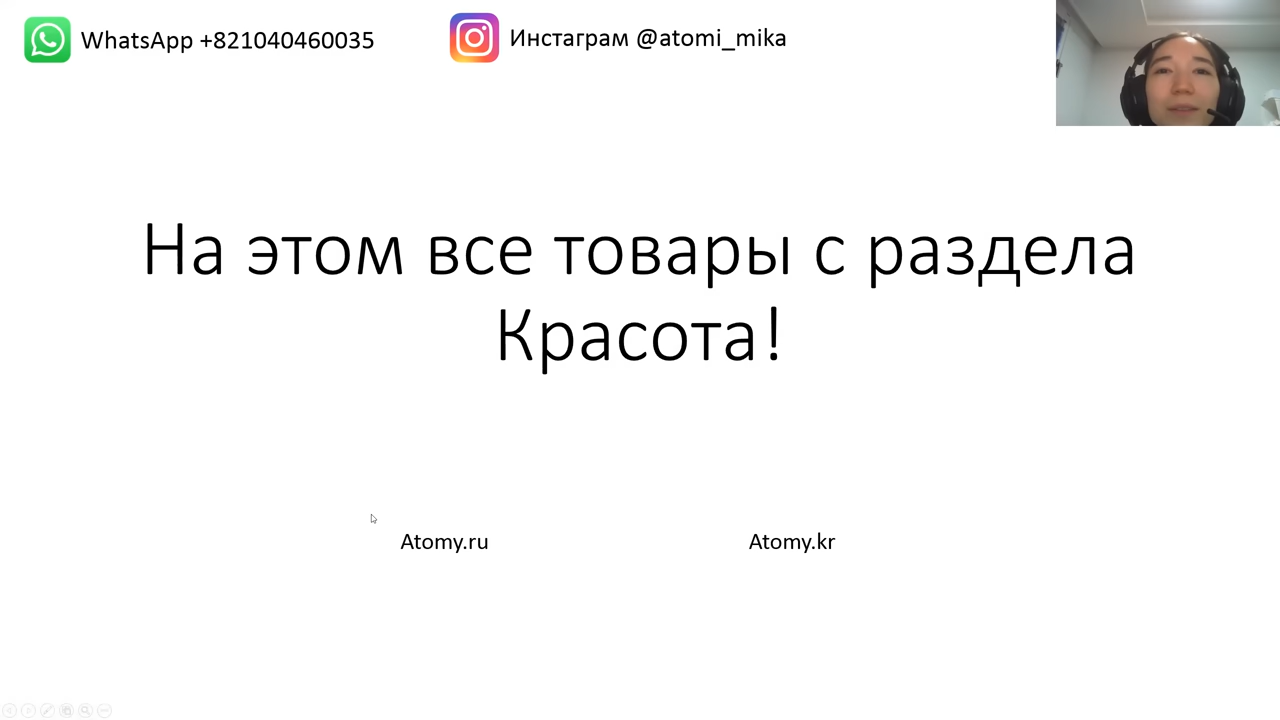 WhatsApp +821040460035
Инстаграм @atomi_mika
На этом все товары с раздела
Красота!
Atomy.ru
Atomy.kr